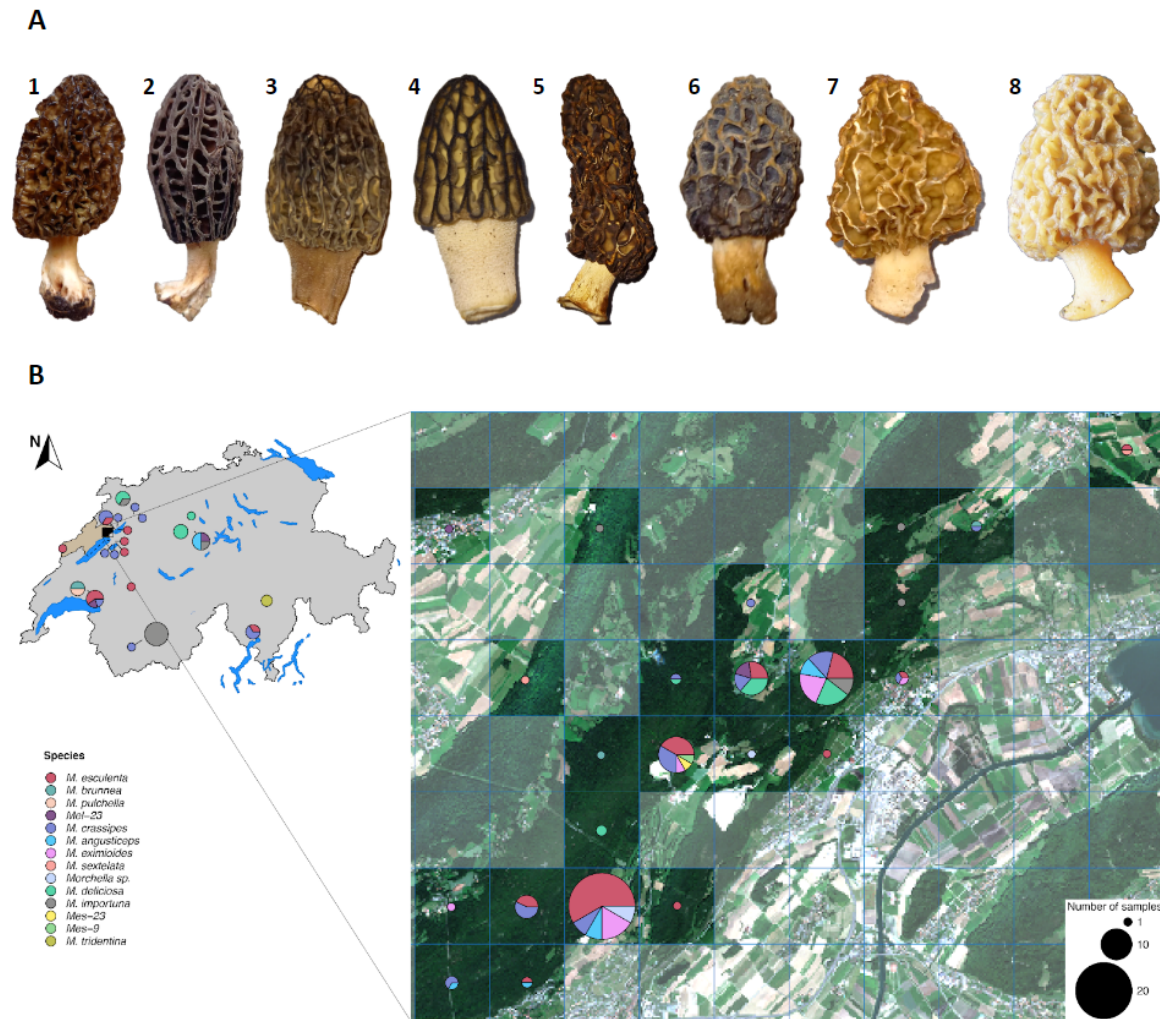 A
1 2 3 4 5 6 7 8
B
N
Species
M. esculenta
M. brunnea
M. pulchella
Mel-23
M. crassipes
M. angusticeps
M. eximioides
M. sextelata
Morchella sp.
M. deliciosa
M. importuna
Mes-23
Mes-9
M. tridentina
Number of samples
1
10
20